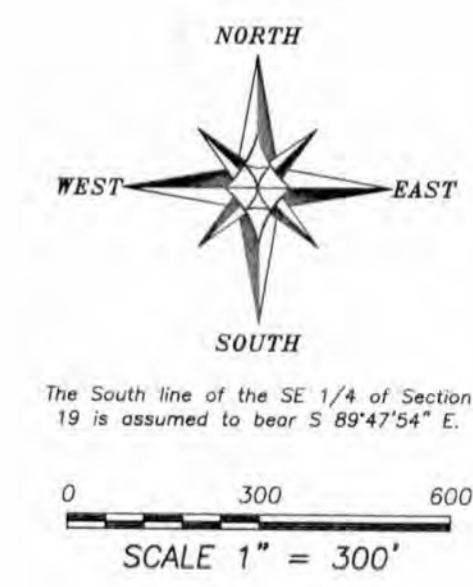 NORTH
WEST EAST
SOUTH
The South line of the SE 1/4 of Section
19 is assumed to bear S 89°47'54" E.
0 300 600
SCALE 1" = 300'